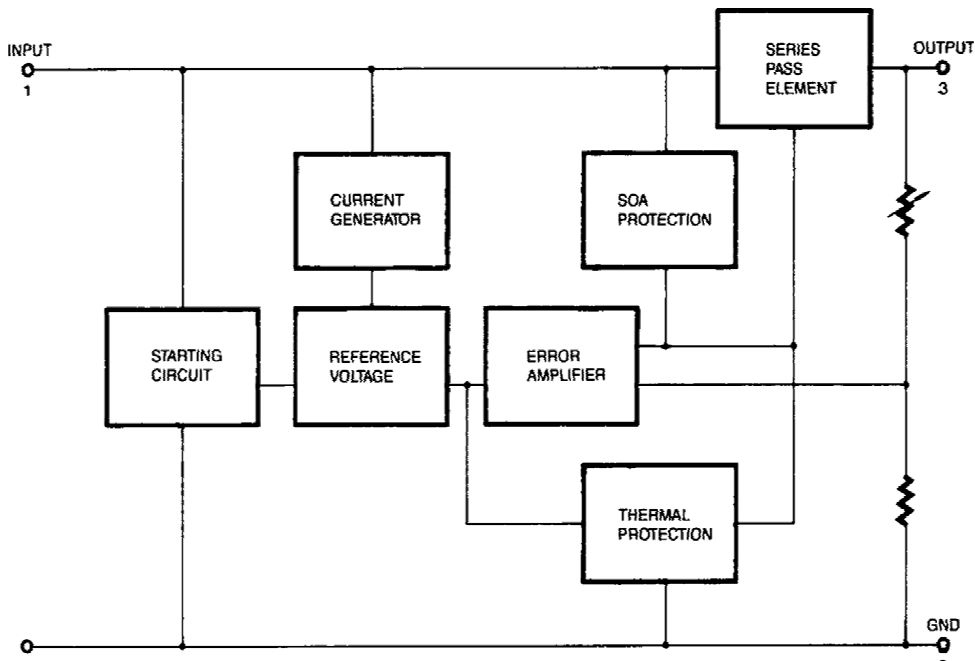 INPUT
1
SERIES
PASS
ELEMENT
OUTPUT
3
CURRENT
GENERATOR
SOA
PROTECTION
STARTING
CIRCUIT
REFERENCE
VOLTAGE
ERROR
AMPLIFIER
THERMAL
PROTECTION
GND